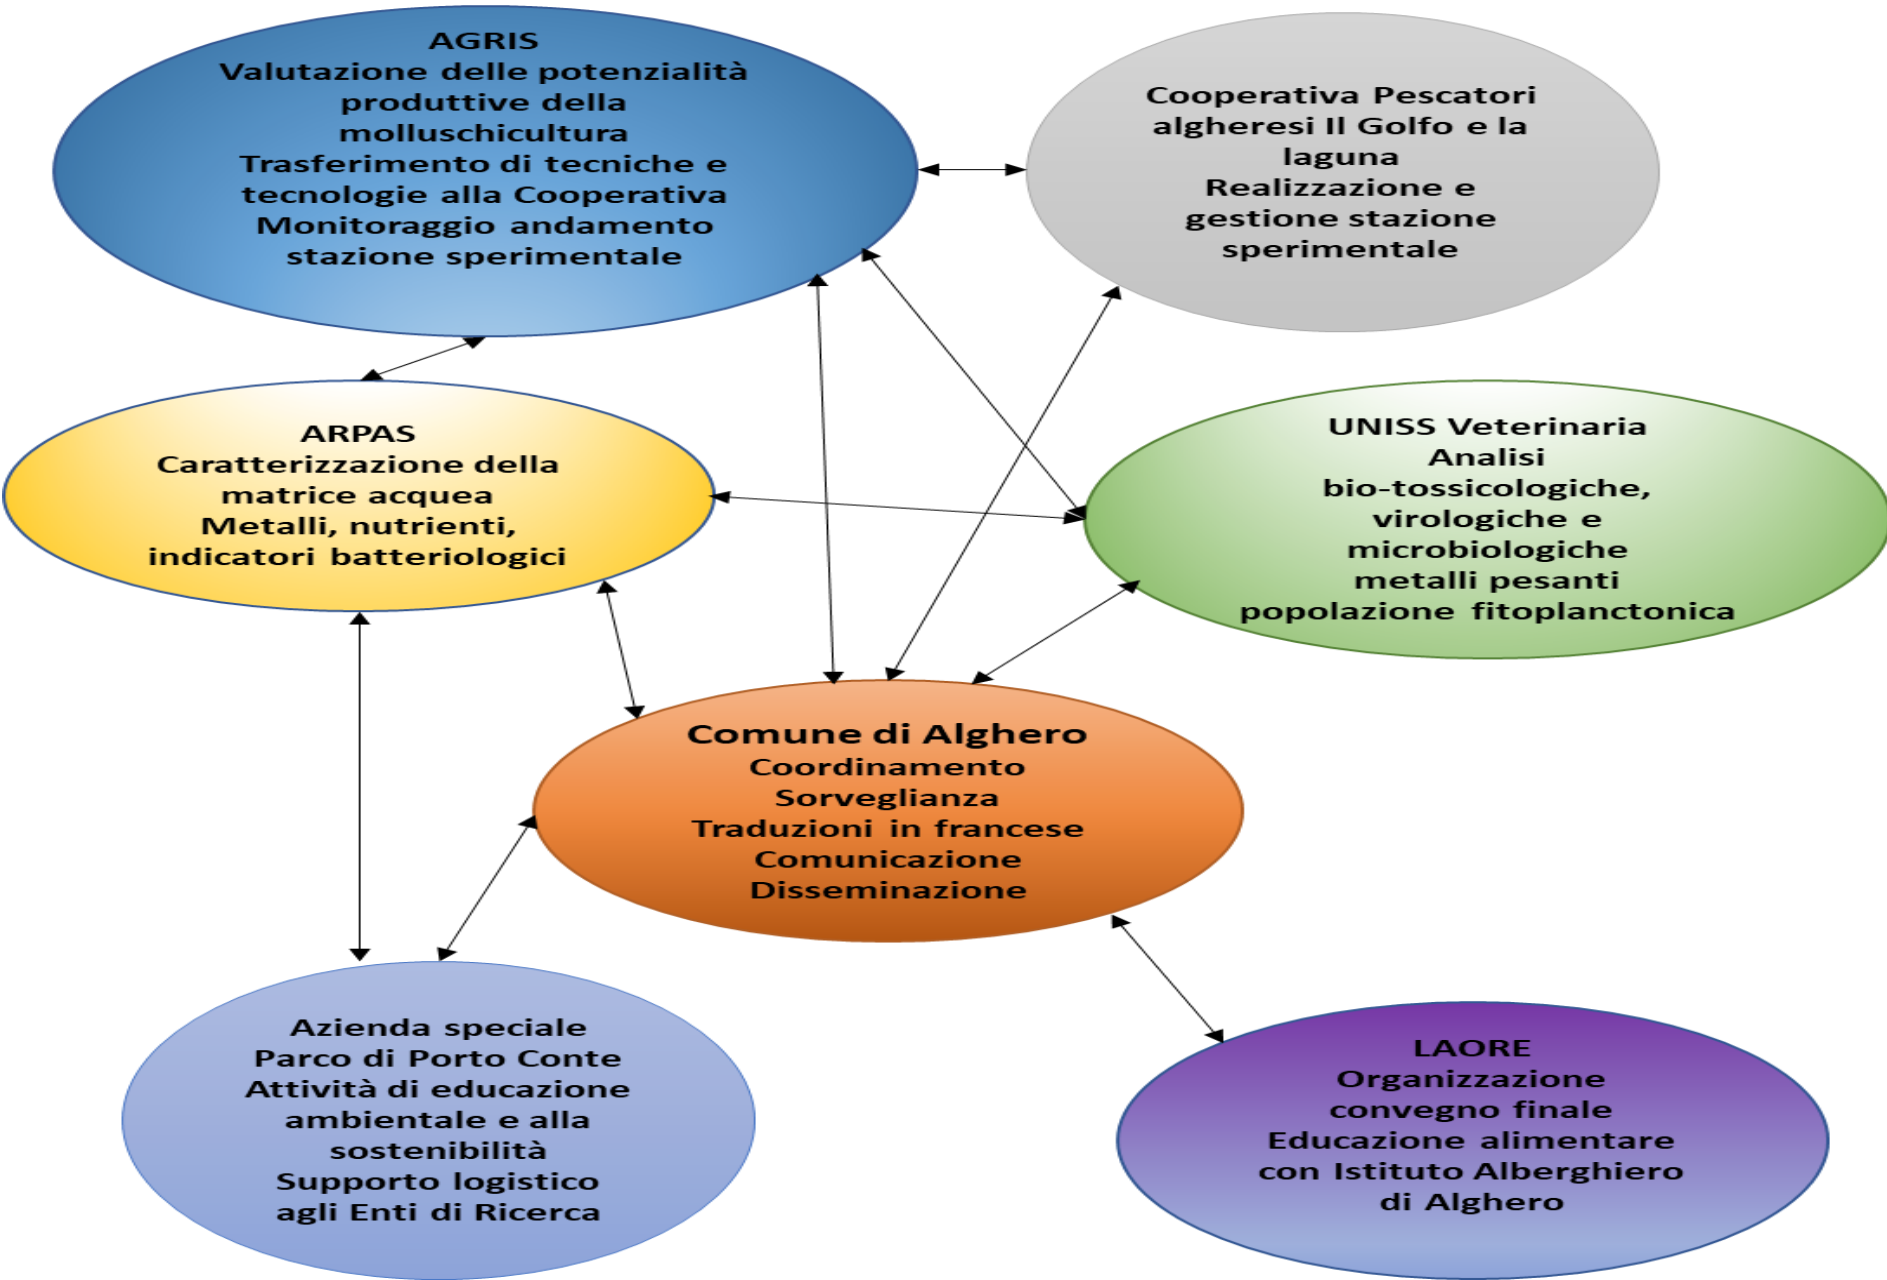 AGRIS
Valutazione delle potenzialità
produttive della
molluschicultura
Trasferimento di tecniche e
tecnologie alla Cooperativa
Monitoraggio andamento
stazione sperimentale
Cooperativa Pescatori
algheresi Il Golfo e la
laguna
Realizzazione e
gestione stazione
sperimentale
ARPAS
Caratterizzazione della
matrice acquea
Metalli, nutrienti,
indicatori batteriologici
UNISS Veterinaria
Analisi
bio-tossicologiche,
virologiche e
microbiologiche
metalli pesanti
popolazione fitoplanctonica
Comune di Alghero
Coordinamento
Sorveglianza
Traduzioni in francese
Comunicazione
Disseminazione
Azienda speciale
Parco di Porto Conte
Attività di educazione
ambientale e alla
sostenibilità
Supporto logistico
agli Enti di Ricerca
LAORE
Organizzazione
convegno finale
Educazione alimentare
con Istituto Alberghiero
di Alghero